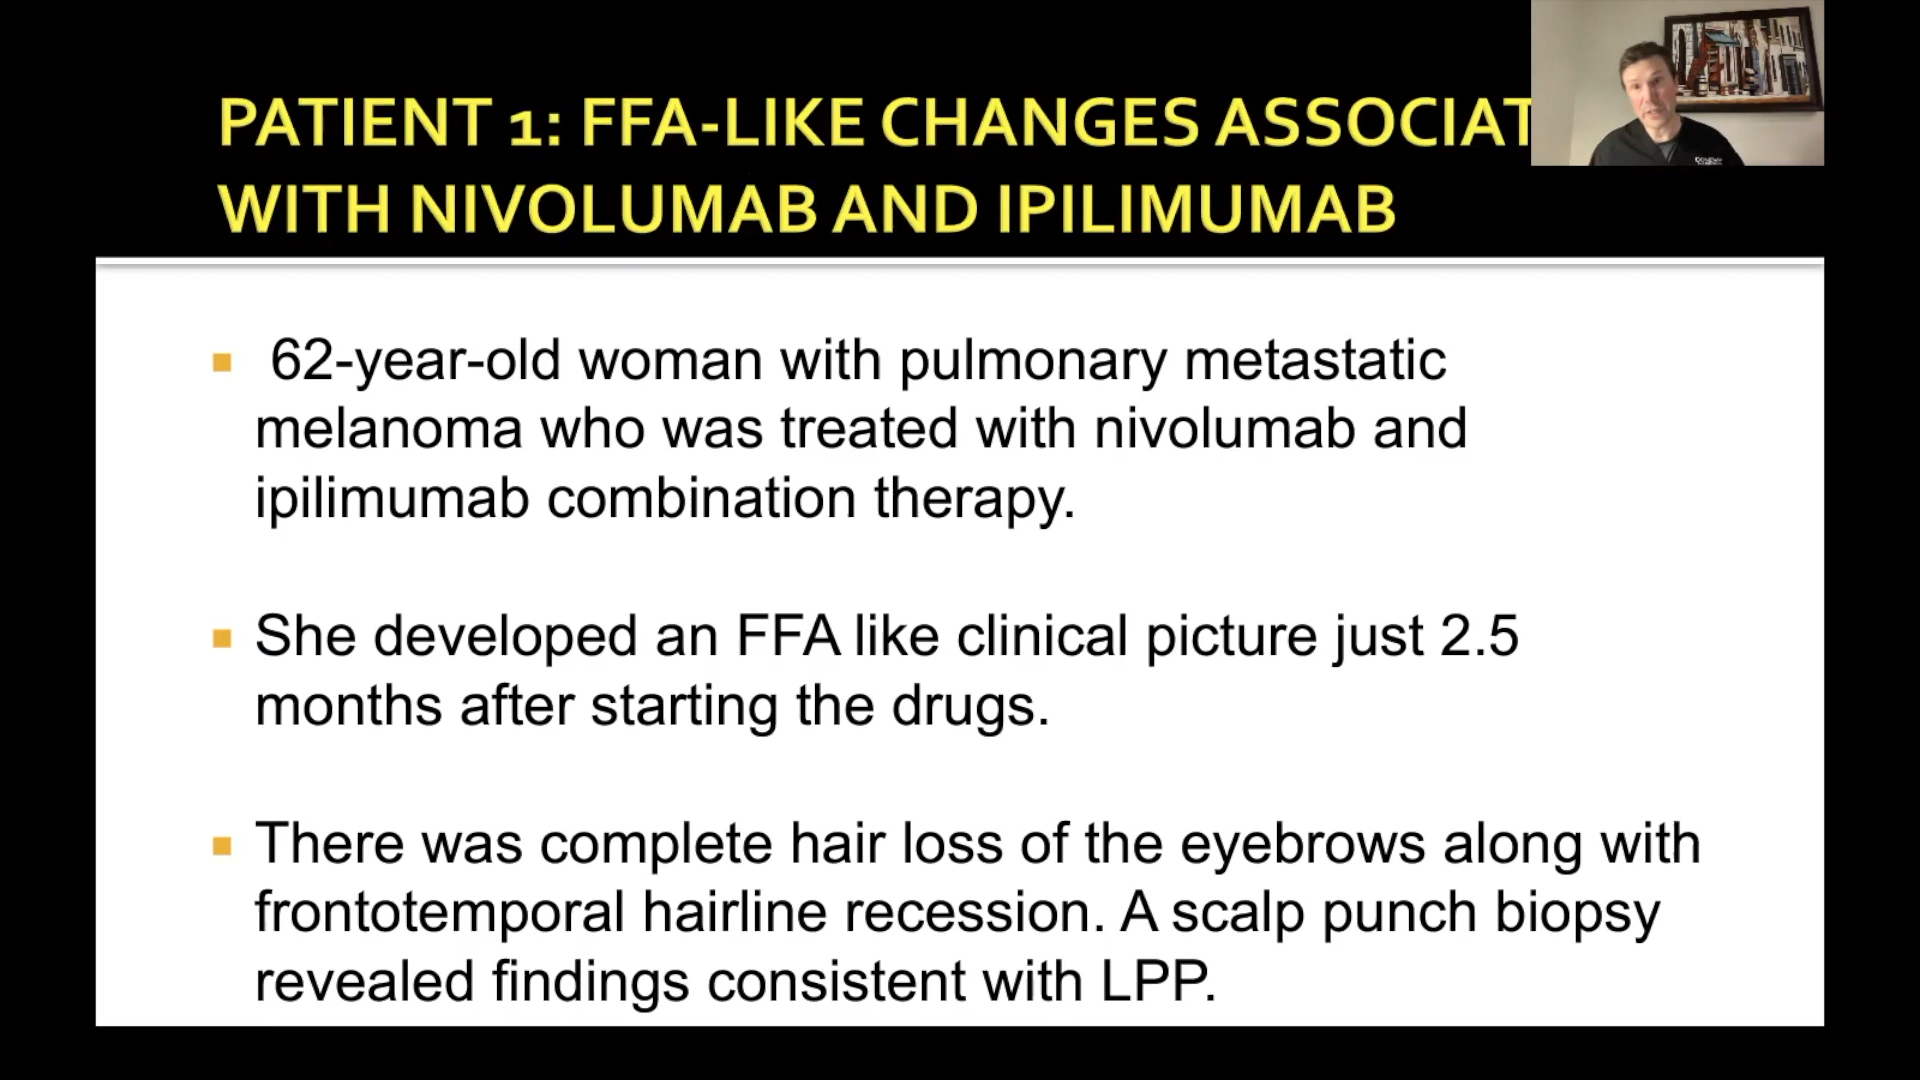 PATIENT 1: FFA-LIKE CHANGES ASSOCIAT
WITH NIVOLUMAB AND IPILIMUMAB
62-year-old woman with pulmonary metastatic
melanoma who was treated with nivolumab and
ipilimumab combination therapy.
She developed an FFA like clinical picture just 2.5
months after starting the drugs.
There was complete hair loss of the eyebrows along with
frontotemporal hairline recession. A scalp punch biopsy
revealed findings consistent with LPP.